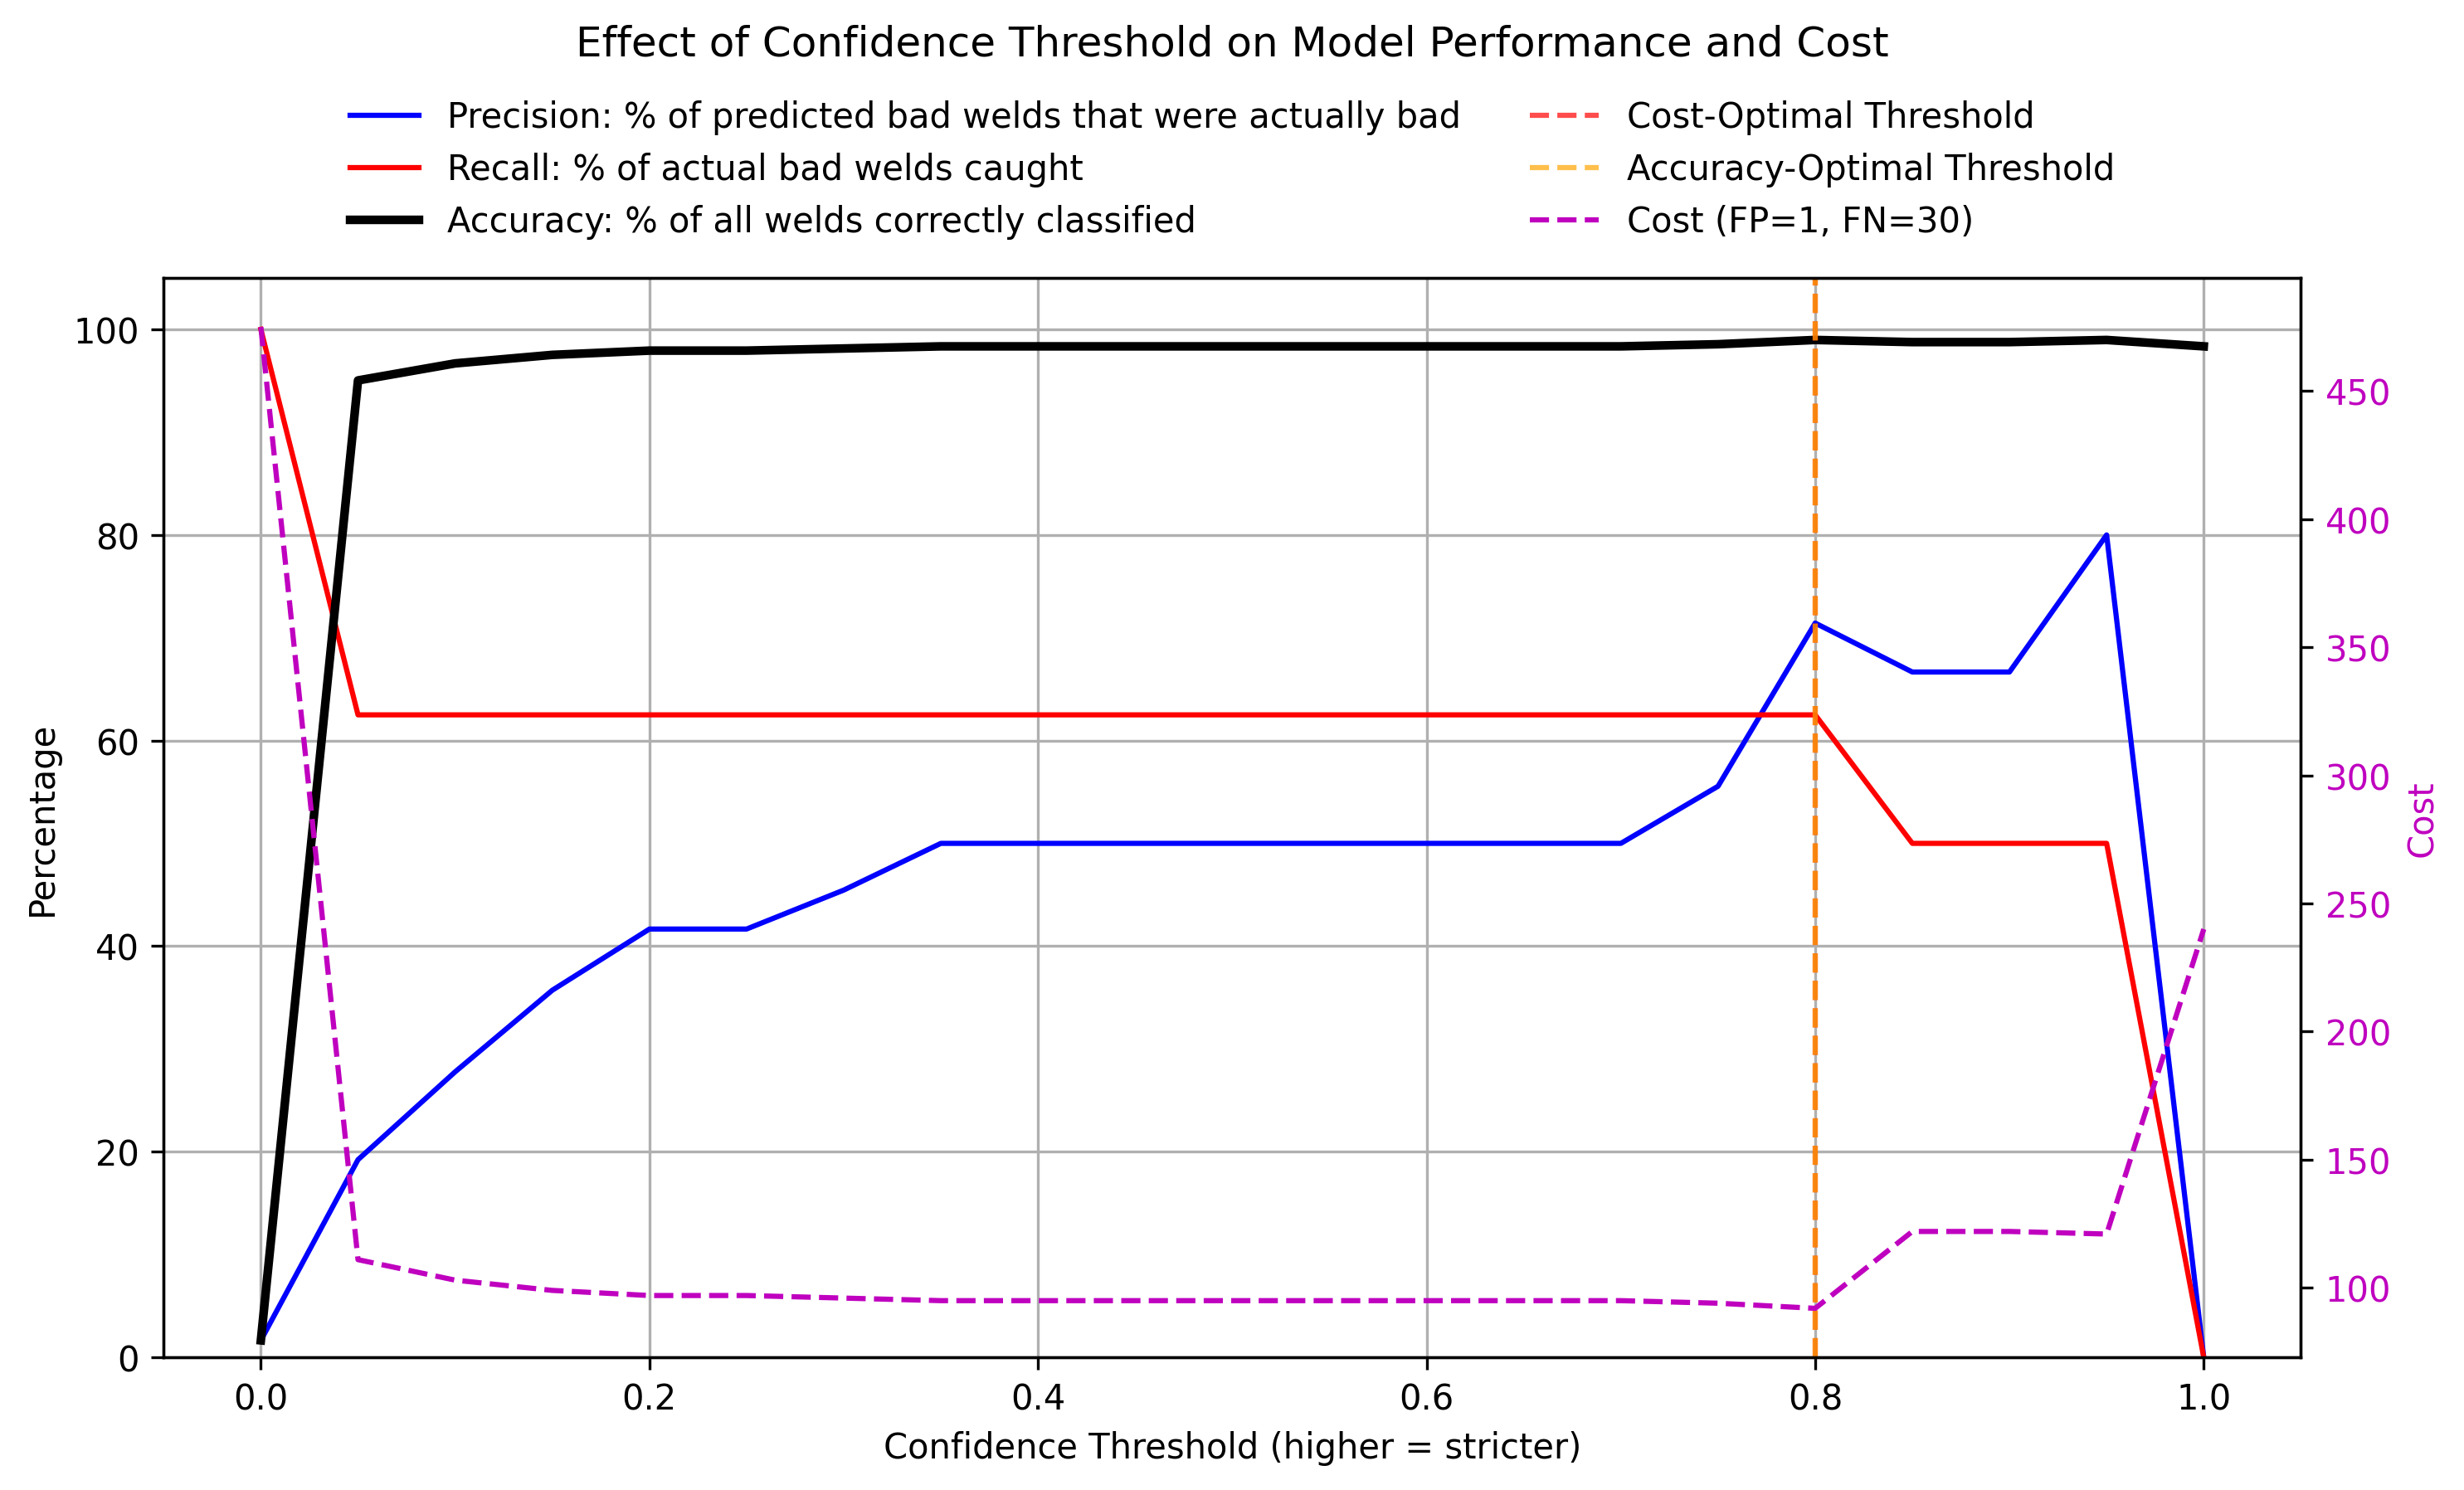 Effect of Confidence Threshold on Model Performance and Cost
Precision: % of predicted bad welds that were actually bad
Recall: % of actual bad welds caught
Accuracy: % of all welds correctly classified
Cost-Optimal Threshold
Accuracy-Optimal Threshold
Cost (FP=1, FN=30)
Percentage
100
80
60
40
20
0
450
400
350
300
250
200
150
100
Cost
0.0
0.2
0.4
0.6
0.8
1.0
Confidence Threshold (higher = stricter)